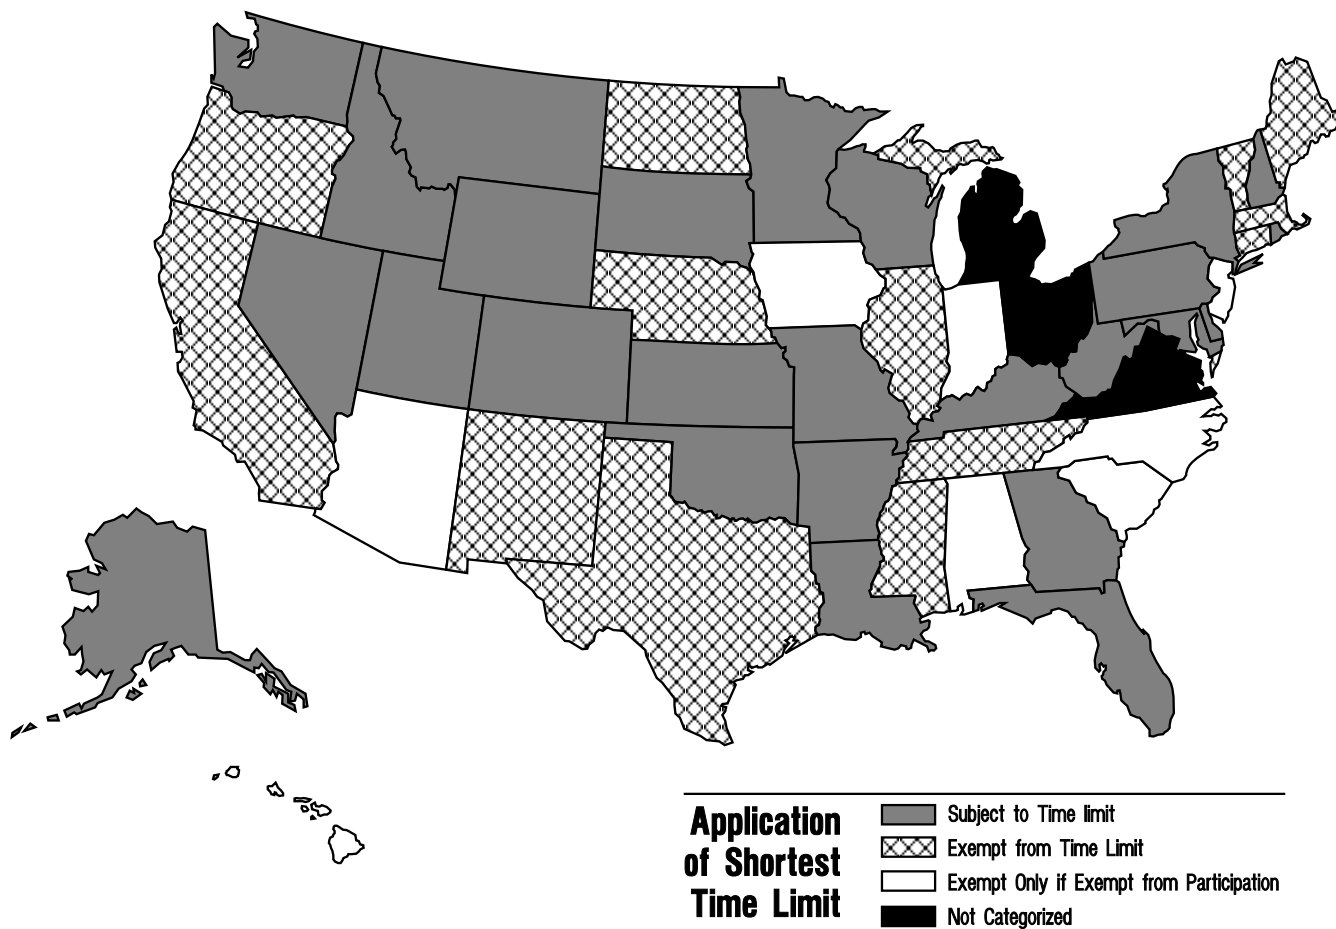 Application
of Shortest
Time Limit
Subject to Time limit
Exempt from Time Limit
Exempt Only if Exempt from Participation
Not Categorized